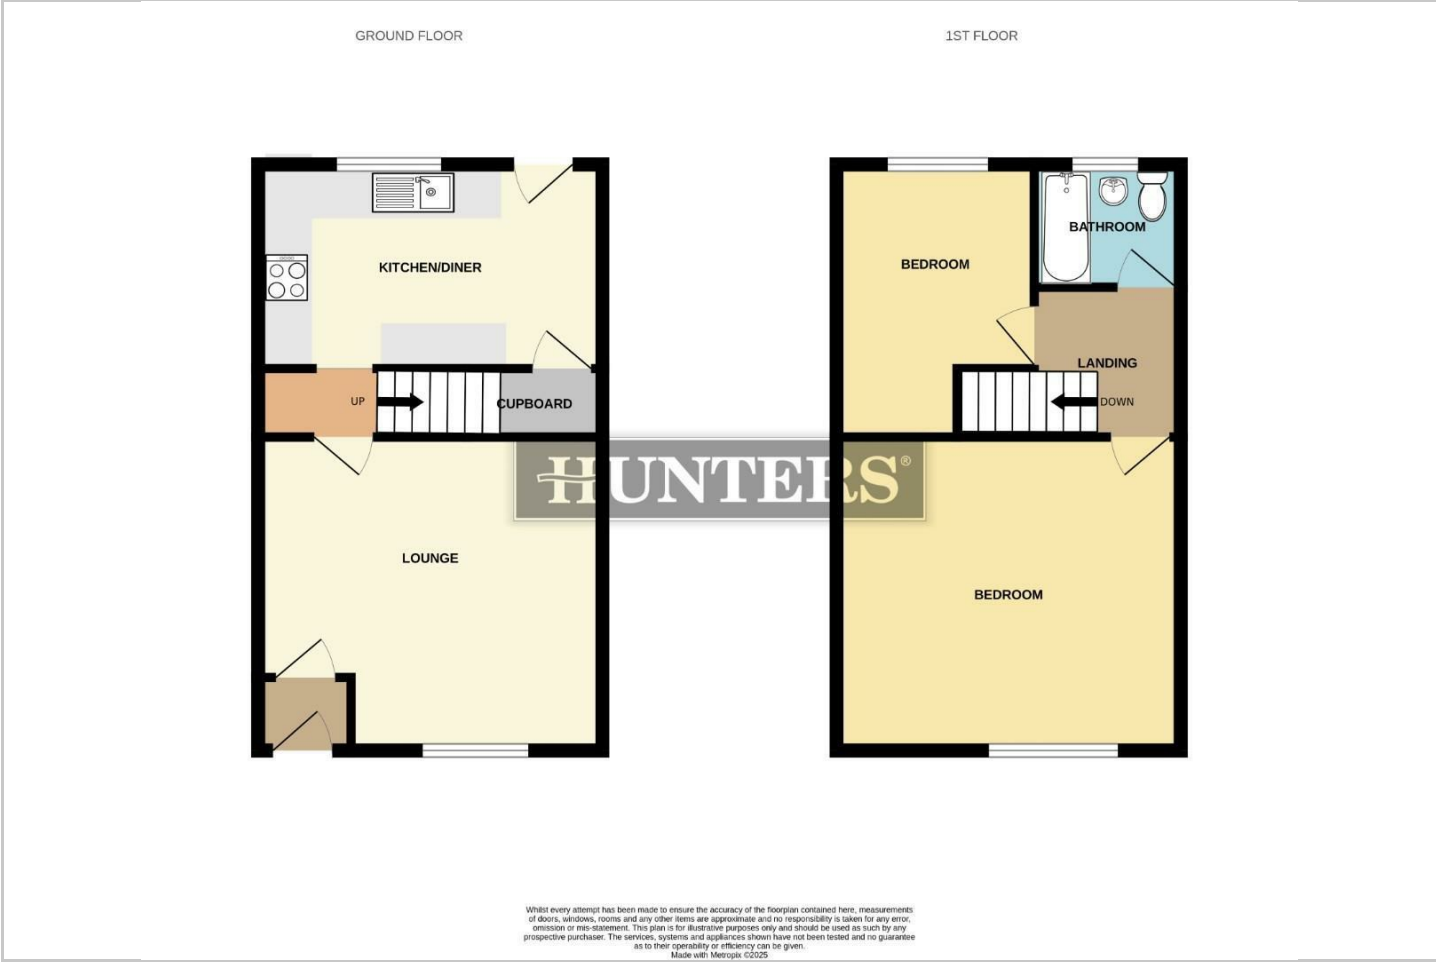 GROUND FLOOR
1ST FLOOR
KITCHEN/DINER
UP
CUPBOARD
LOUNGE
BEDROOM
BATHROOM
LANDING
DOWN
BEDROOM
HUNTERS®
Whilst every attempt has been made to ensure the accuracy of the floorplan contained here, measurements
of doors, windows, rooms and any other items are approximate and no responsibility is taken for any error,
omission or mis-statement. This plan is for illustrative purposes only and should be used as such by any
prospective purchaser. The services, systems and appliances shown have not been tested and no guarantee
as to their operability or efficiency can be given.
Made with Metropix ©2025